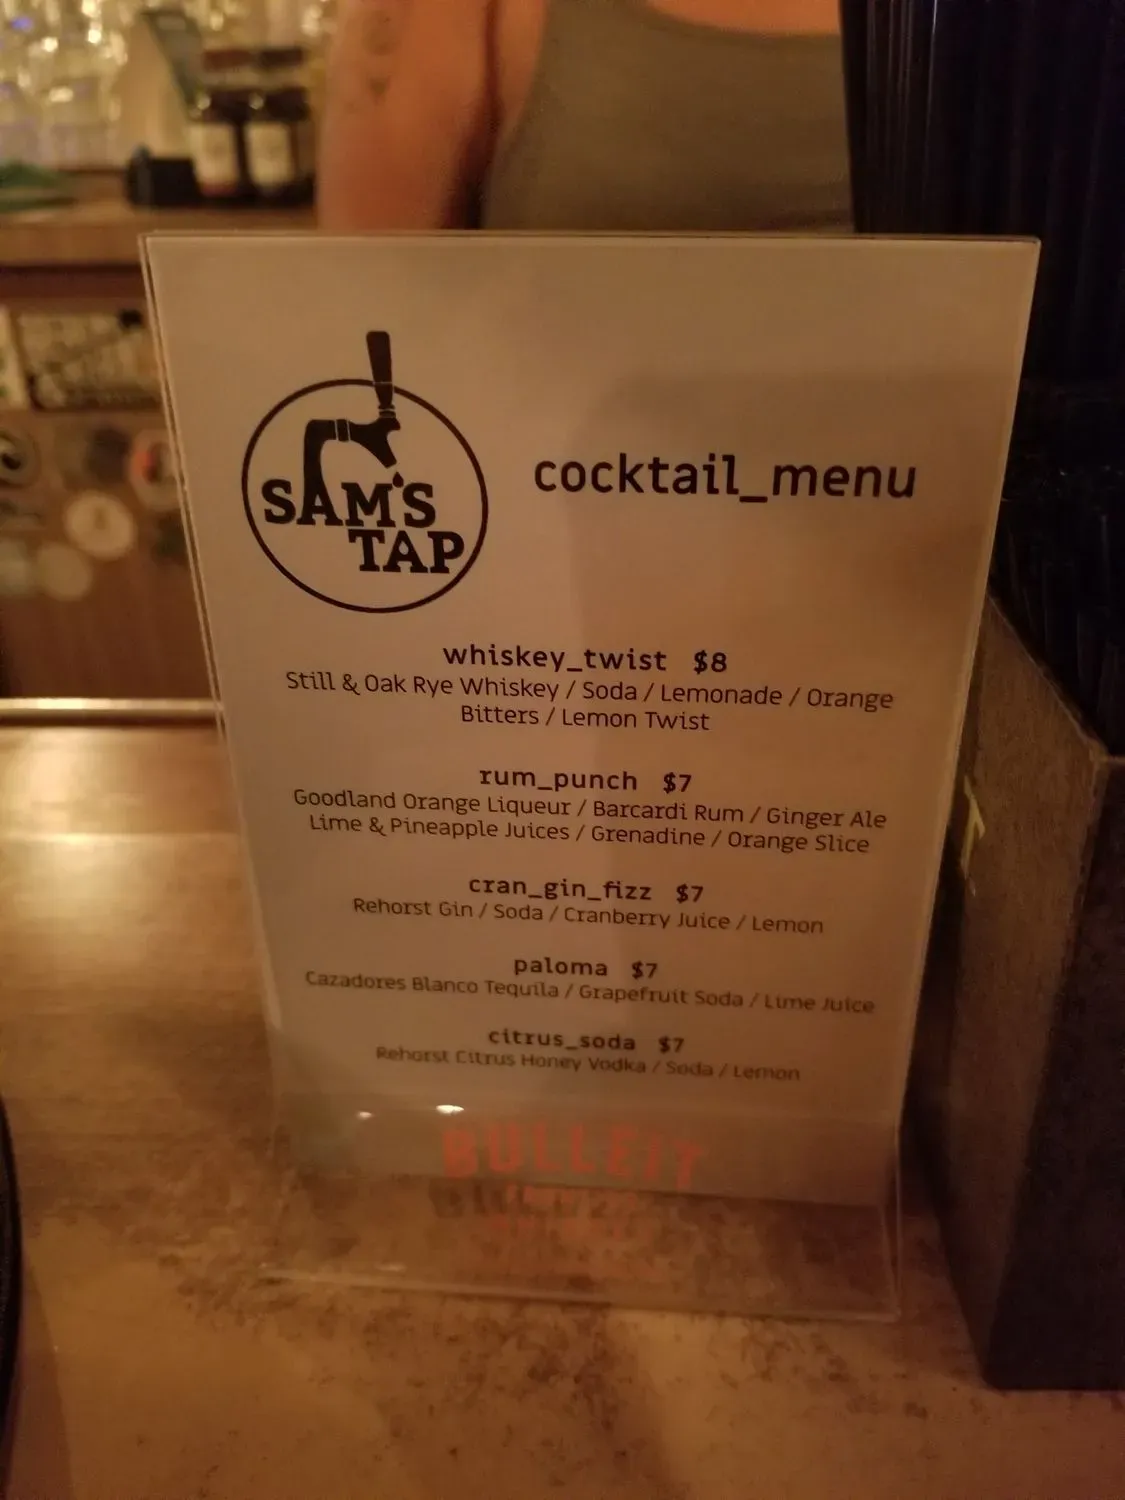 SAM'S
TAP
cocktail_menu
whiskey_twist $8
Still & Oak Rye Whiskey / Soda / Lemonade / Orange
Bitters / Lemon Twist
rum_punch $7
Goodland Orange Liqueur / Barcardi Rum / Ginger Ale
Lime & Pineapple Juices / Grenadine / Orange Slice
cran_gin_fizz $7
Rehorst Gin / Soda / Cranberry Juice / Lemon
paloma $7
Cazadores Blanco Tequila / Grapefruit Soda / Lime Juice
citrus_soda $7
Rehorst Citrus Honey Vodka / Soda / Lemon
BULLEIT